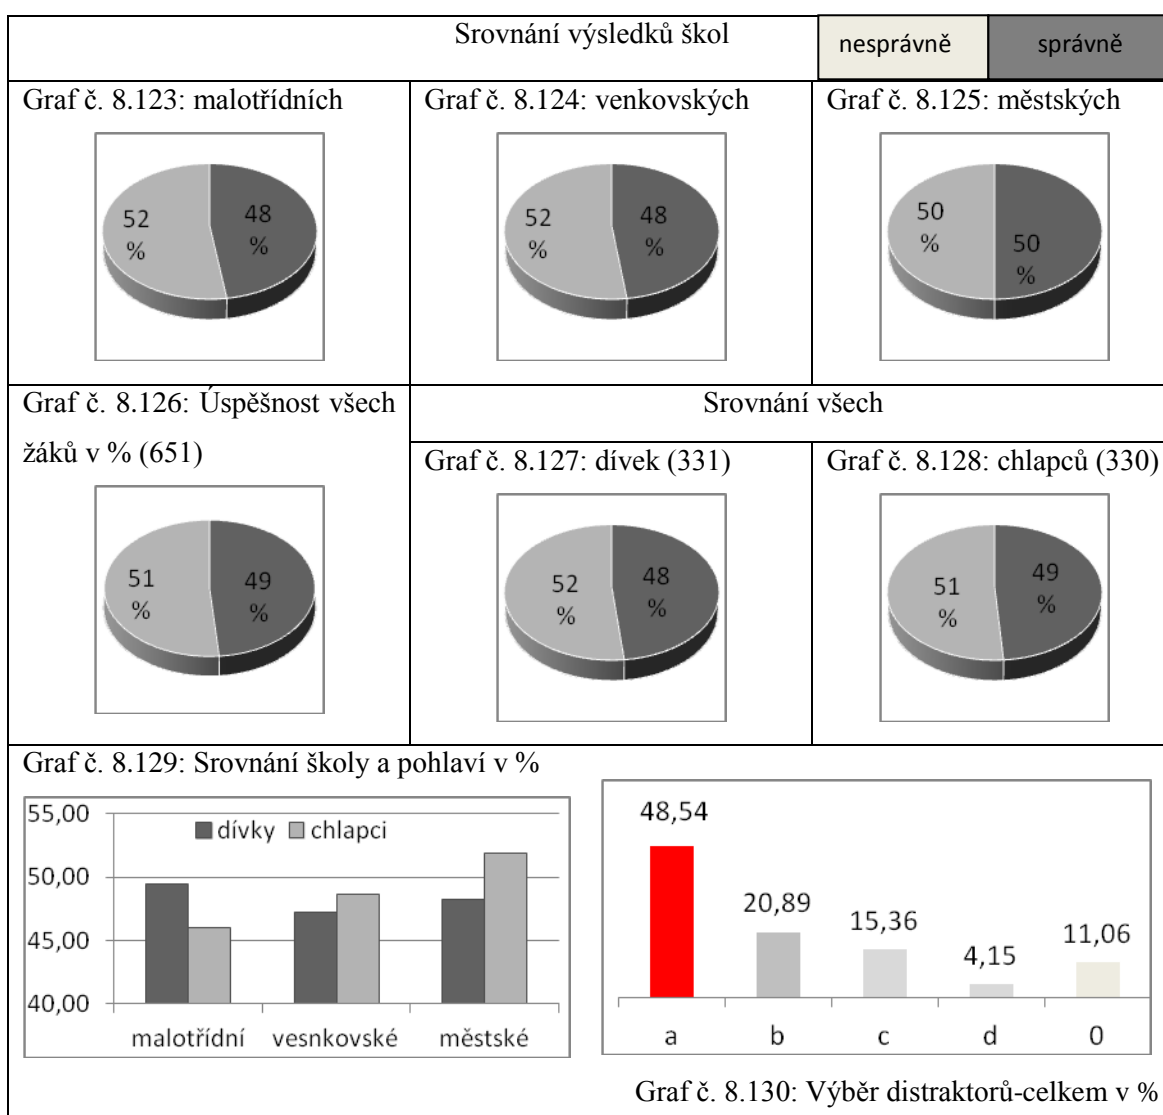 Srovnání výsledků škol
nesprávně správně
Graf č. 8.123: malotřídních
52
%
48
%
Graf č. 8.124: venkovských
52
%
48
%
Graf č. 8.125: městských
50
%
50
%
Graf č. 8.126: Úspěšnost všech
žáků v % (651)
51
%
49
%
Srovnání všech
Graf č. 8.127: dívek (331)
52
%
48
%
Graf č. 8.128: chlapců (330)
51
%
49
%
Graf č. 8.129: Srovnání školy a pohlaví v %
55,00
50,00
45,00
40,00
dívky chlapci
malotřídní vesnkovské městské
48,54
20,89
15,36
4,15
11,06
a b c d 0
Graf č. 8.130: Výběr distraktorů-celkem v %